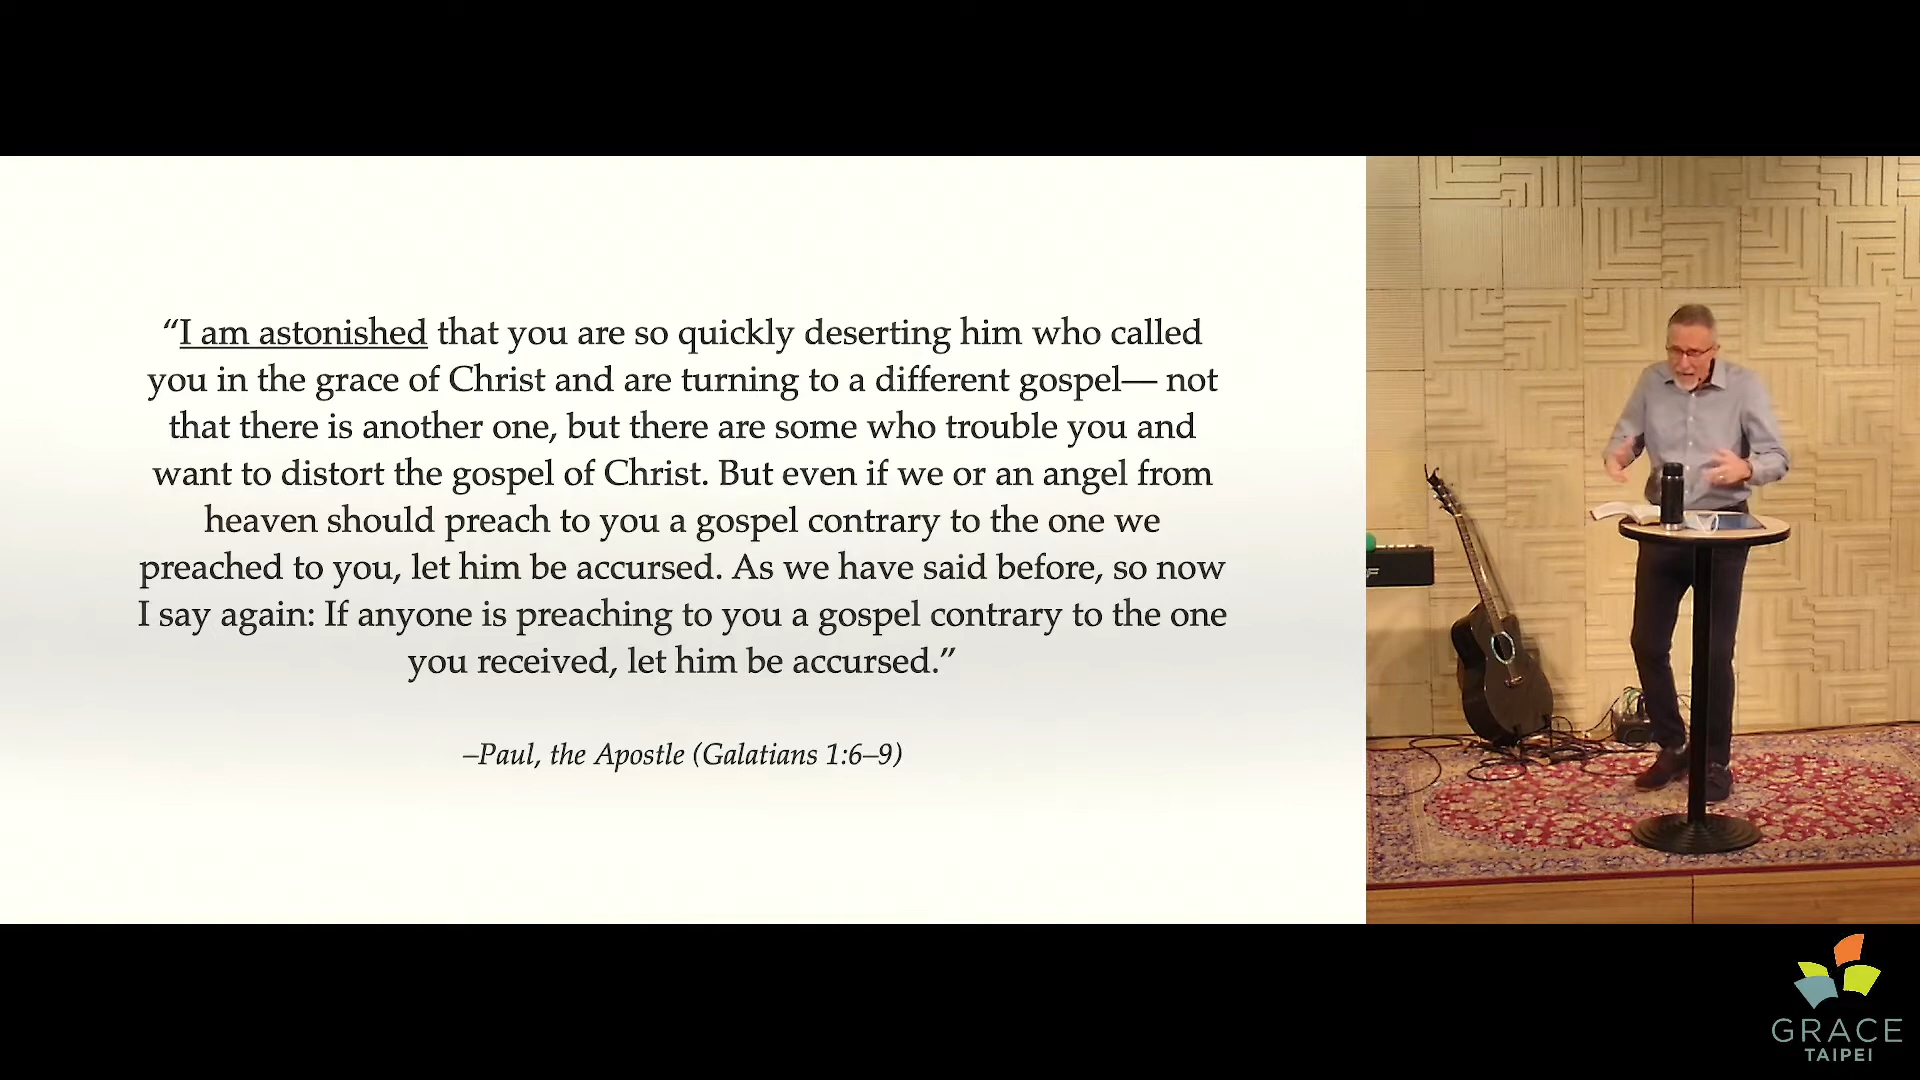 “I am astonished that you are so quickly deserting him who called
you in the grace of Christ and are turning to a different gospel— not
that there is another one, but there are some who trouble you and
want to distort the gospel of Christ. But even if we or an angel from
heaven should preach to you a gospel contrary to the one we
preached to you, let him be accursed. As we have said before, so now
I say again: If anyone is preaching to you a gospel contrary to the one
you received, let him be accursed.”
–Paul, the Apostle (Galatians 1:6–9)
GRACE
TAIPEI